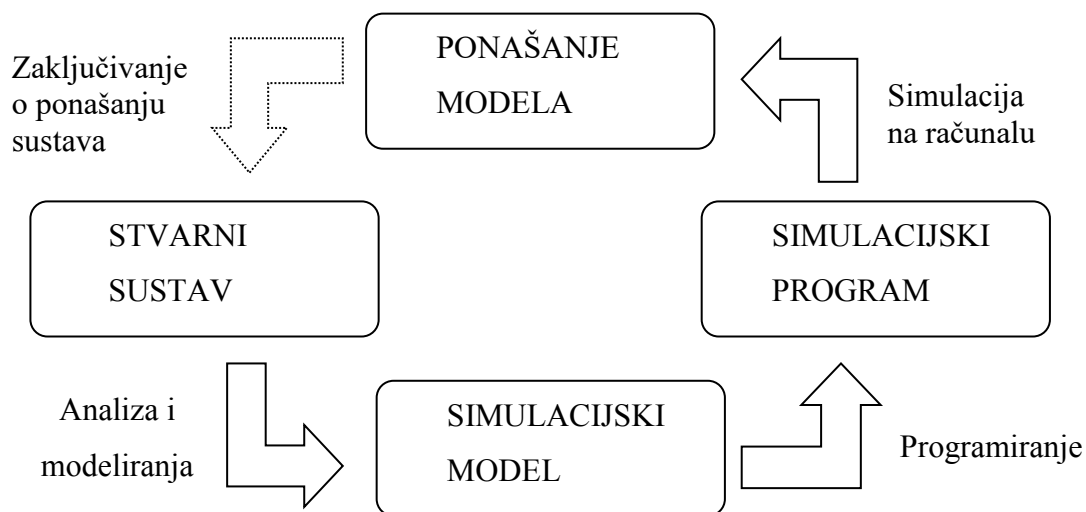 PONAŠANJE
MODELA
Zaključivanje
o ponašanju
sustava
Simulacija
na računalu
STVARNI
SUSTAV
SIMULACIJSKI
PROGRAM
Analiza i
modeliranja
SIMULACIJSKI
MODEL
Programiranje